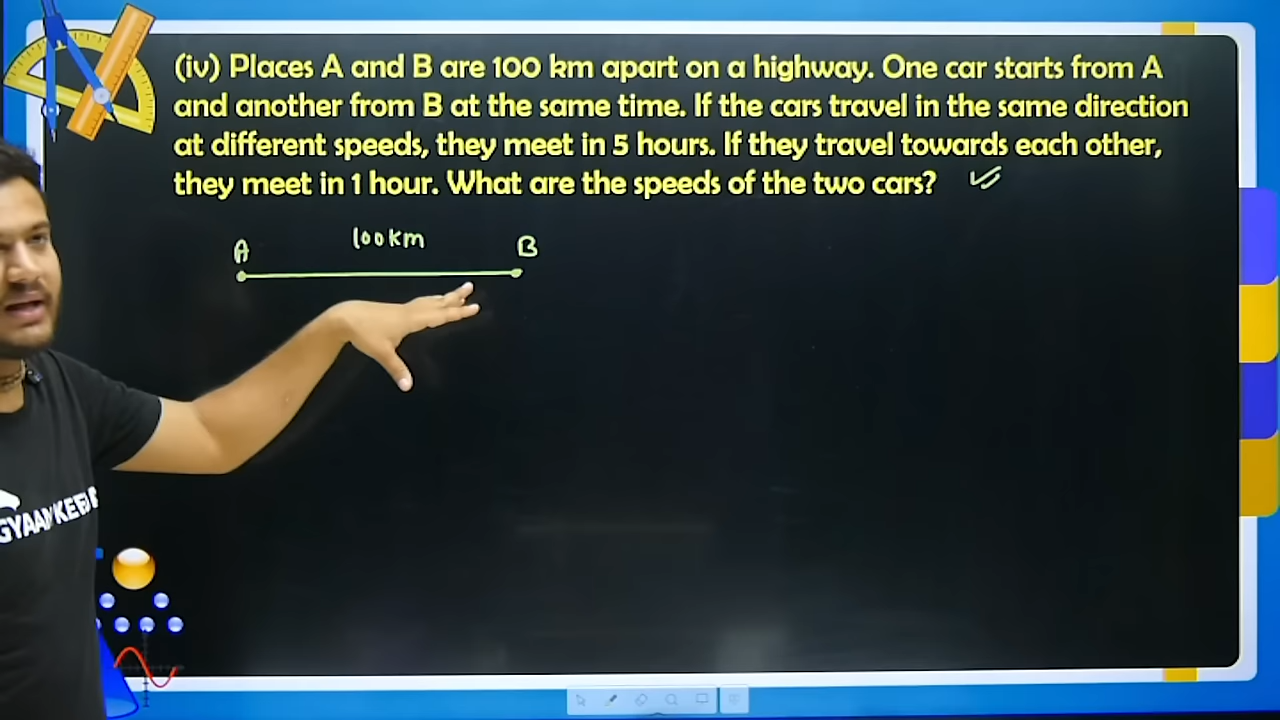 (iv) Places A and B are 100 km apart on a highway. One car starts from A
and another from B at the same time. If the cars travel in the same direction
at different speeds, they meet in 5 hours. If they travel towards each other,
they meet in 1 hour. What are the speeds of the two cars?
A 100km B